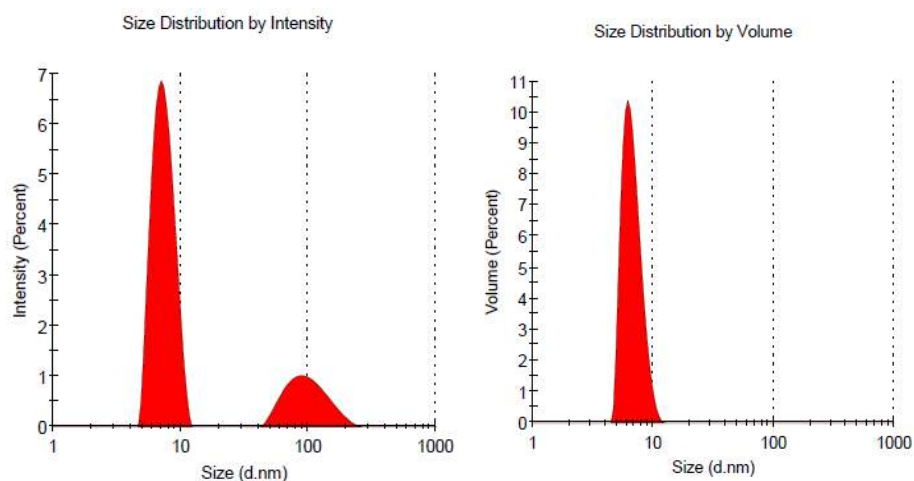 Size Distribution by Intensity
7
6
5
4
3
2
1
0
Intensity (Percent)
1 10 100 1000
Size (d.nm)
Size Distribution by Volume
11
10
9
8
7
6
5
4
3
2
1
0
Volume (Percent)
1 10 100 1000
Size (d.nm)